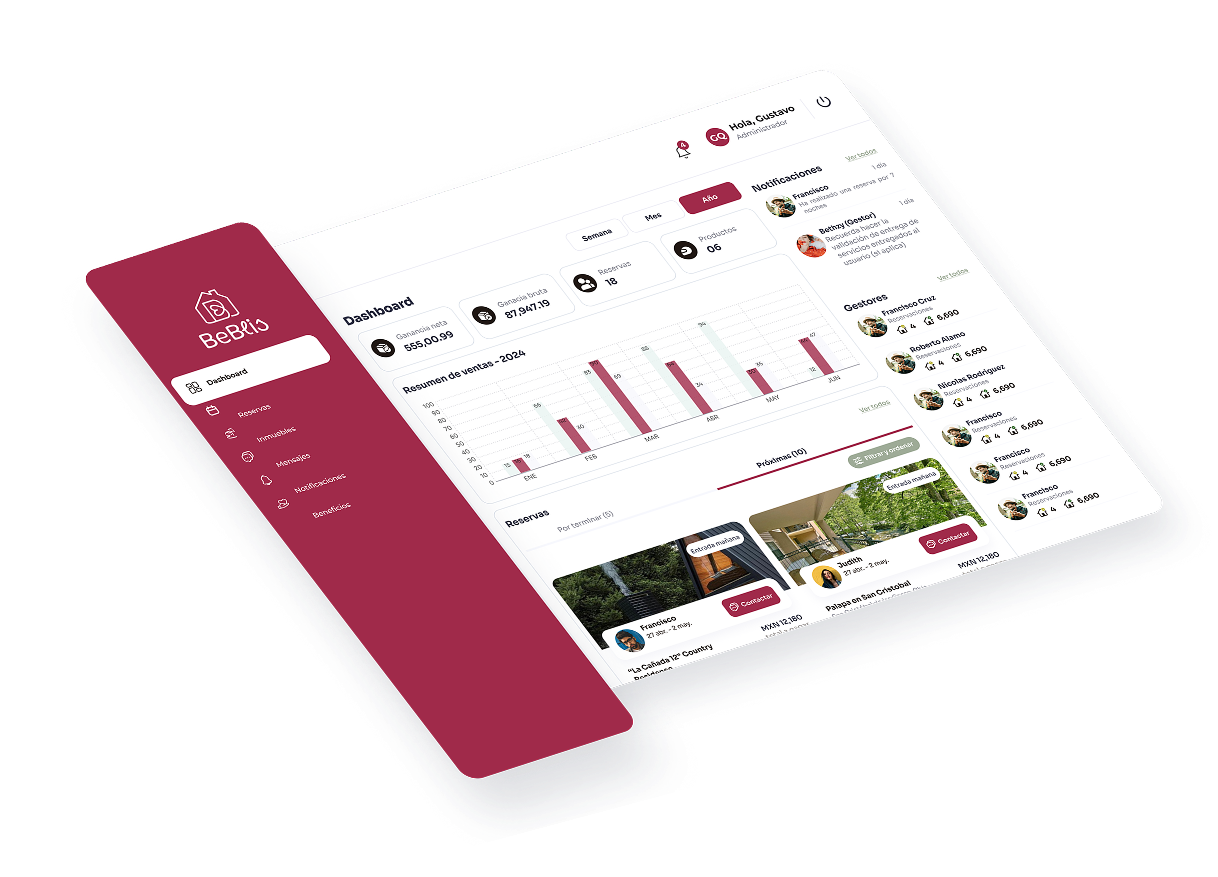 BeBlis
Dashboard
Reservas
Inmuebles
Mensajes
Notificaciones
Beneficios
4
GQ
Hola, Gustavo
Administrador
Dashboard
Semana
Mes
Año
Ganancia neta
555,00.99
Ganacia bruta
87,947.19
Reservas
18
Productos
06
Resumen de ventas - 2024
100
90
80
70
60
50
40
30
20
10
0
15
18
66
40
85
69
88
34
94
36
12
47
ENE
FEB
MAR
ABR
MAY
JUN
Reservas
Ver todos
Por terminar (5)
Próximas (10)
Filtrar y ordenar
Entrada mañana
Francisco
27 abr. - 2 may.
Contactar
"La Cañada 12" Country
MXN 12,180
Entrada mañana
Judith
27 abr. - 2 may.
Contactar
Palapa en San Cristobal
MXN 12,180
Notificaciones
Ver todos
Francisco
1 día
Ha realizado una reserva por 7
noches
Bethzy (Gestor)
1 día
Recuerda hacer la
validación de entrega de
servicios entregados al
usuario (si aplica)
Gestores
Ver todos
Francisco Cruz
Reservaciones
4 6,690
Roberto Alamo
Reservaciones
4 6,690
Nicolas Rodríguez
Reservaciones
4 6,690
Francisco
Reservaciones
4 6,690
Francisco
Reservaciones
4 6,690
Francisco
Reservaciones
4 6,690